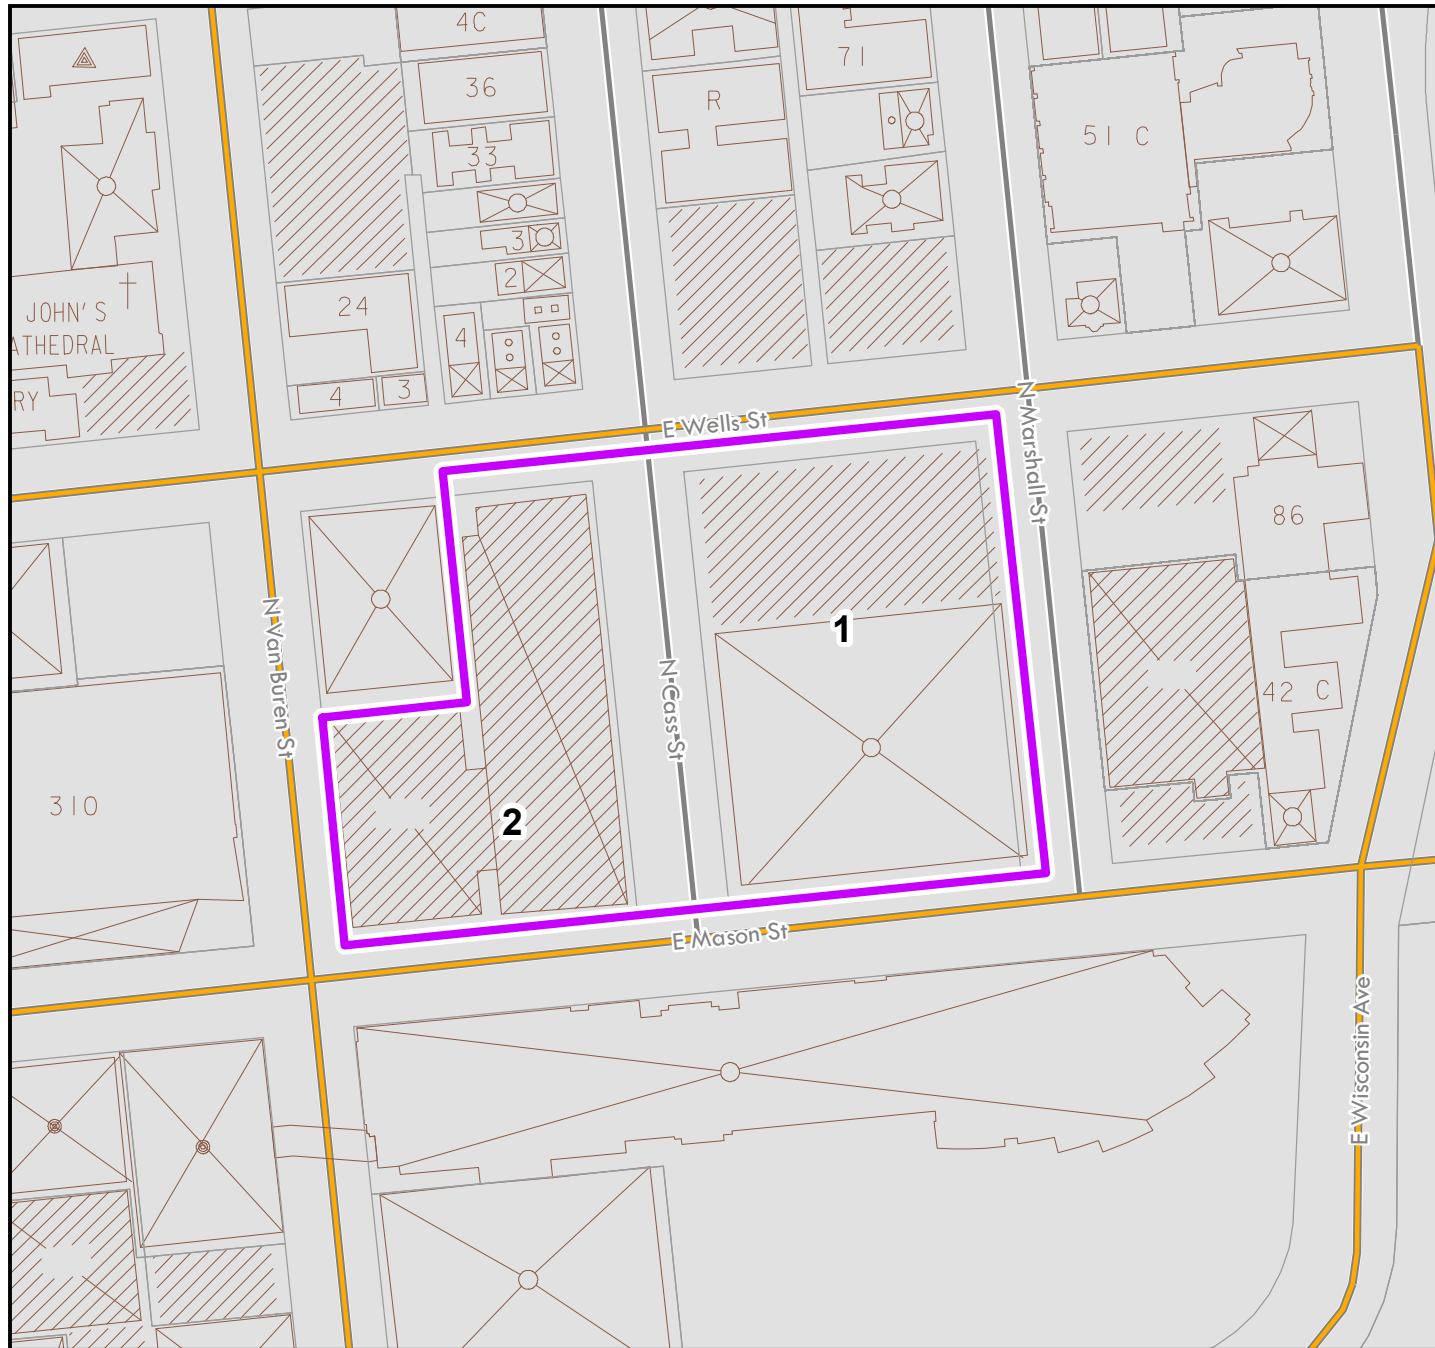 4C
36
71
R
33
51 C
3
2
JOHN'S
ATHEDRAL
24
4
4
3
RY
E Wells St
N Marshall St
86
1
N Van Buren St
N Cass St
42 C
310
2
E Mason St
E Wisconsin Ave